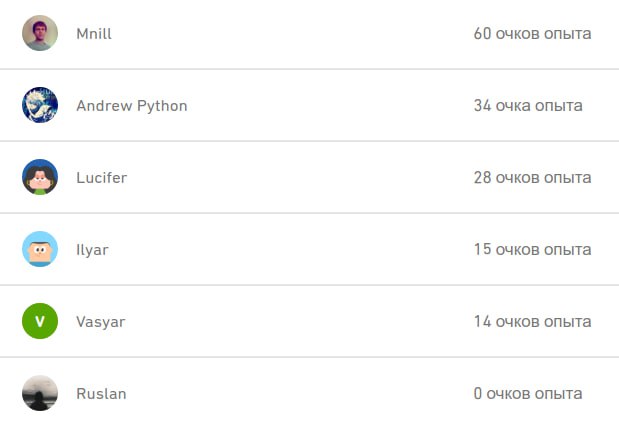 Mnill 60 очков опыта
Andrew Python 34 очка опыта
Lucifer 28 очков опыта
Ilyar 15 очков опыта
V Vasyar 14 очков опыта
Ruslan 0 очков опыта